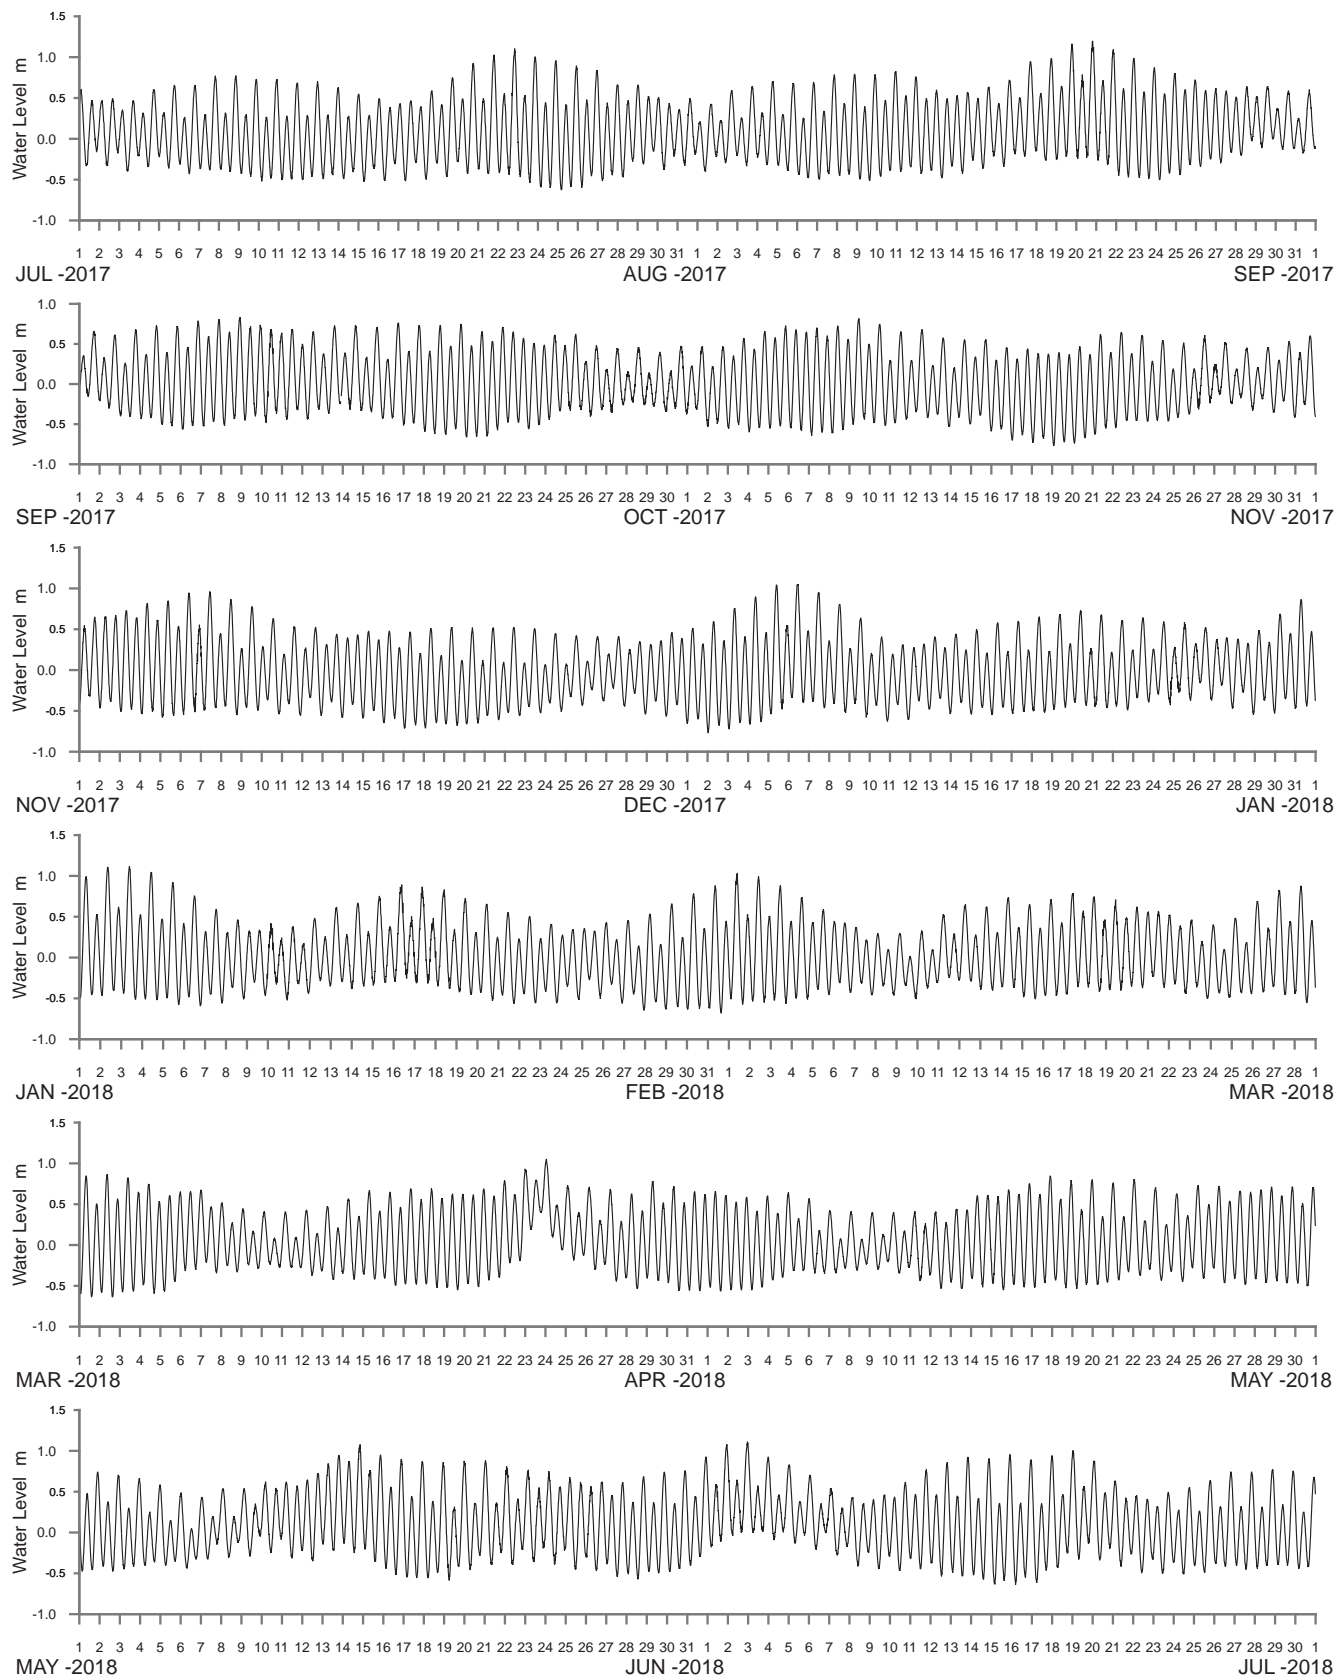 1.5
1.0
0.5
0.0
-0.5
-1.0
Water Level m
1 2 3 4 5 6 7 8 9 10 11 12 13 14 15 16 17 18 19 20 21 22 23 24 25 26 27 28 29 30 31 1 2 3 4 5 6 7 8 9 10 11 12 13 14 15 16 17 18 19 20 21 22 23 24 25 26 27 28 29 30 31 1
JUL -2017 AUG -2017 SEP -2017
1.0
0.5
0.0
-0.5
-1.0
Water Level m
1 2 3 4 5 6 7 8 9 10 11 12 13 14 15 16 17 18 19 20 21 22 23 24 25 26 27 28 29 30 1 2 3 4 5 6 7 8 9 10 11 12 13 14 15 16 17 18 19 20 21 22 23 24 25 26 27 28 29 30 31 1
SEP -2017 OCT -2017 NOV -2017
1.5
1.0
0.5
0.0
-0.5
-1.0
Water Level m
1 2 3 4 5 6 7 8 9 10 11 12 13 14 15 16 17 18 19 20 21 22 23 24 25 26 27 28 29 30 1 2 3 4 5 6 7 8 9 10 11 12 13 14 15 16 17 18 19 20 21 22 23 24 25 26 27 28 29 30 31 1
NOV -2017 DEC -2017 JAN -2018
1.5
1.0
0.5
0.0
-0.5
-1.0
Water Level m
1 2 3 4 5 6 7 8 9 10 11 12 13 14 15 16 17 18 19 20 21 22 23 24 25 26 27 28 29 30 31 1 2 3 4 5 6 7 8 9 10 11 12 13 14 15 16 17 18 19 20 21 22 23 24 25 26 27 28 1
JAN -2018 FEB -2018 MAR -2018
1.5
1.0
0.5
0.0
-0.5
-1.0
Water Level m
1 2 3 4 5 6 7 8 9 10 11 12 13 14 15 16 17 18 19 20 21 22 23 24 25 26 27 28 29 30 31 1 2 3 4 5 6 7 8 9 10 11 12 13 14 15 16 17 18 19 20 21 22 23 24 25 26 27 28 29 30 1
MAR -2018 APR -2018 MAY -2018
1.5
1.0
0.5
0.0
-0.5
-1.0
Water Level m
1 2 3 4 5 6 7 8 9 10 11 12 13 14 15 16 17 18 19 20 21 22 23 24 25 26 27 28 29 30 31 1 2 3 4 5 6 7 8 9 10 11 12 13 14 15 16 17 18 19 20 21 22 23 24 25 26 27 28 29 30 1
MAY -2018 JUN -2018 JUL -2018